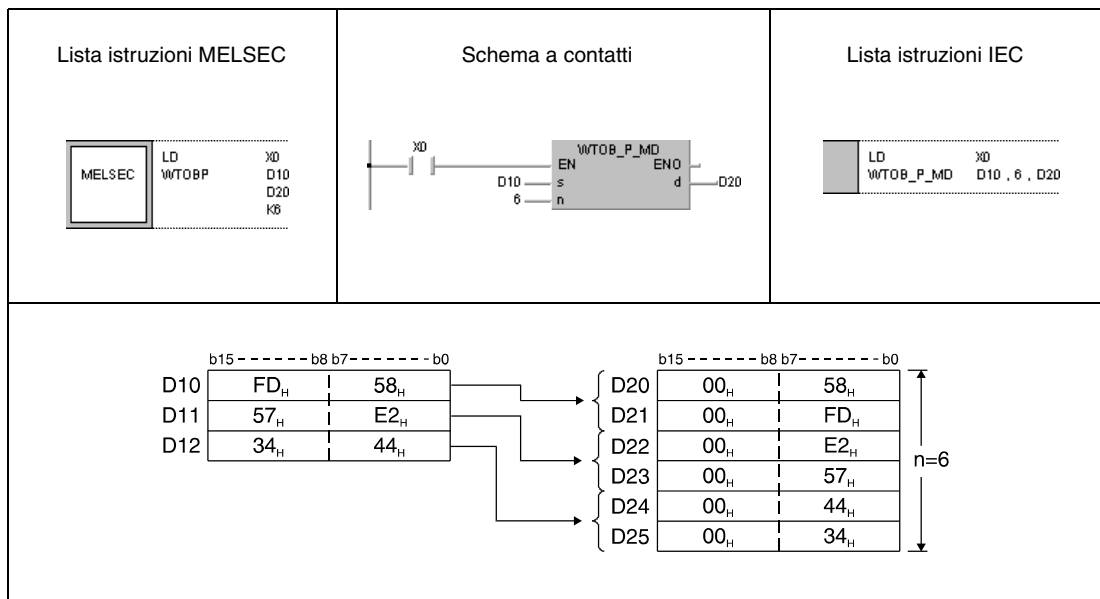 Lista istruzioni MELSEC
Schema a contatti
Lista istruzioni IEC
MELSEC
LD X0
WTOBP D10
D20
K6
X0
WTOB_P_MD
EN ENO
D10 s d D20
6 n
LD X0
WTOB_P_MD D10 , 6 , D20
b15 - - - - - - - b8 b7 - - - - - - - b0
D10 FDH 58H
D11 57H E2H
D12 34H 44H
b15 - - - - - - - b8 b7 - - - - - - - b0
D20 00H 58H
D21 00H FDH
D22 00H E2H
D23 00H 57H
D24 00H 44H
D25 00H 34H
n=6